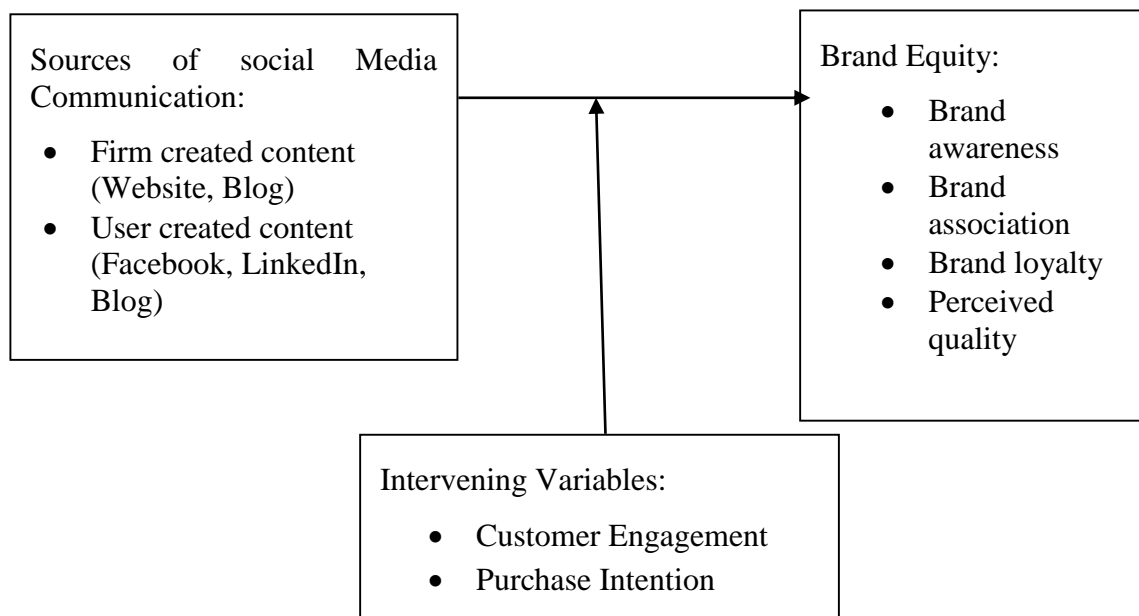 Sources of social Media
Communication:
• Firm created content
(Website, Blog)
• User created content
(Facebook, LinkedIn,
Blog)
Brand Equity:
• Brand
awareness
• Brand
association
• Brand loyalty
• Perceived
quality
Intervening Variables:
• Customer Engagement
• Purchase Intention